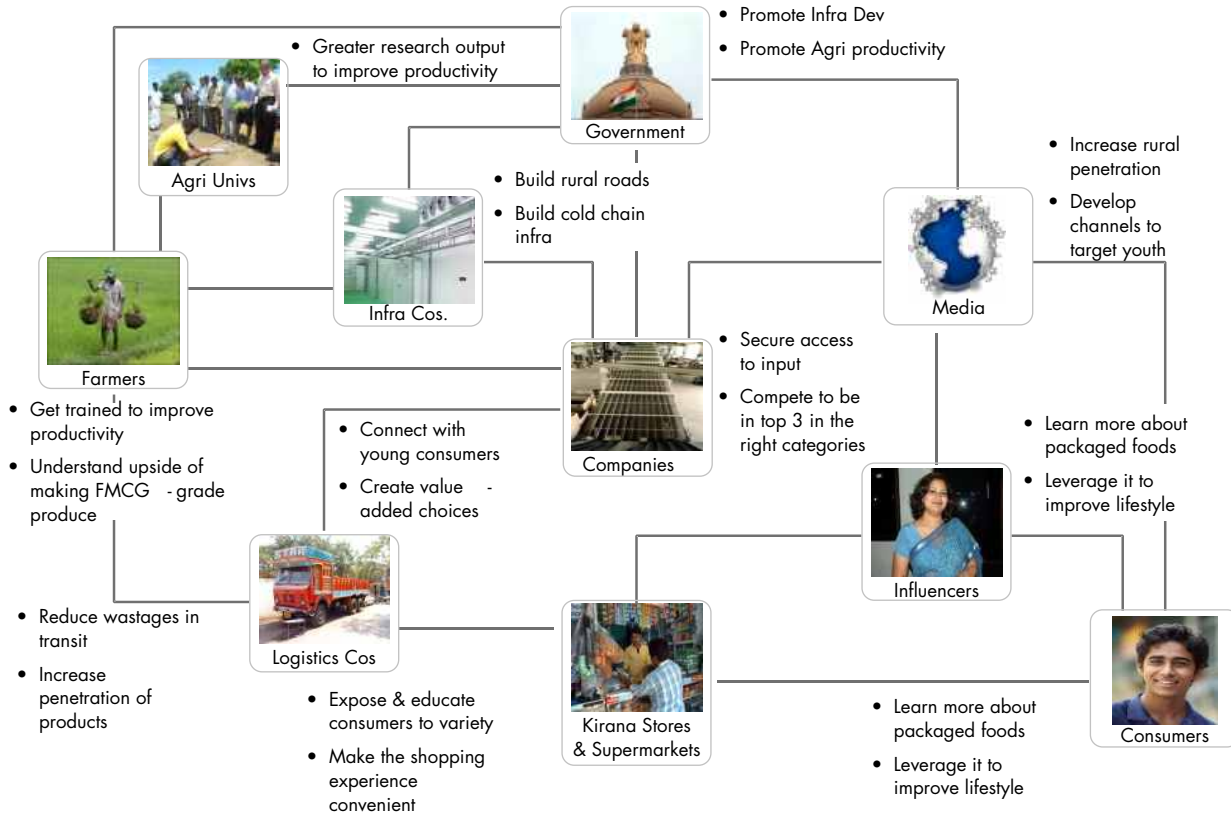 • Promote Infra Dev
• Promote Agri productivity
• Greater research output
to improve productivity
Government
Agri Univs
• Increase rural
penetration
• Develop
channels to
target youth
• Build rural roads
• Build cold chain
infra
Infra Cos.
Media
Farmers
• Secure access
to input
• Compete to be
in top 3 in the
right categories
Companies
• Get trained to improve
productivity
• Understand upside of
making FMCG - grade
produce
• Connect with
young consumers
• Create value -
added choices
• Learn more about
packaged foods
• Leverage it to
improve lifestyle
Influencers
• Reduce wastages in
transit
• Increase
penetration of
products
Logistics Cos
• Expose & educate
consumers to variety
• Make the shopping
experience
convenient
Kirana Stores
& Supermarkets
• Learn more about
packaged foods
• Leverage it to
improve lifestyle
Consumers